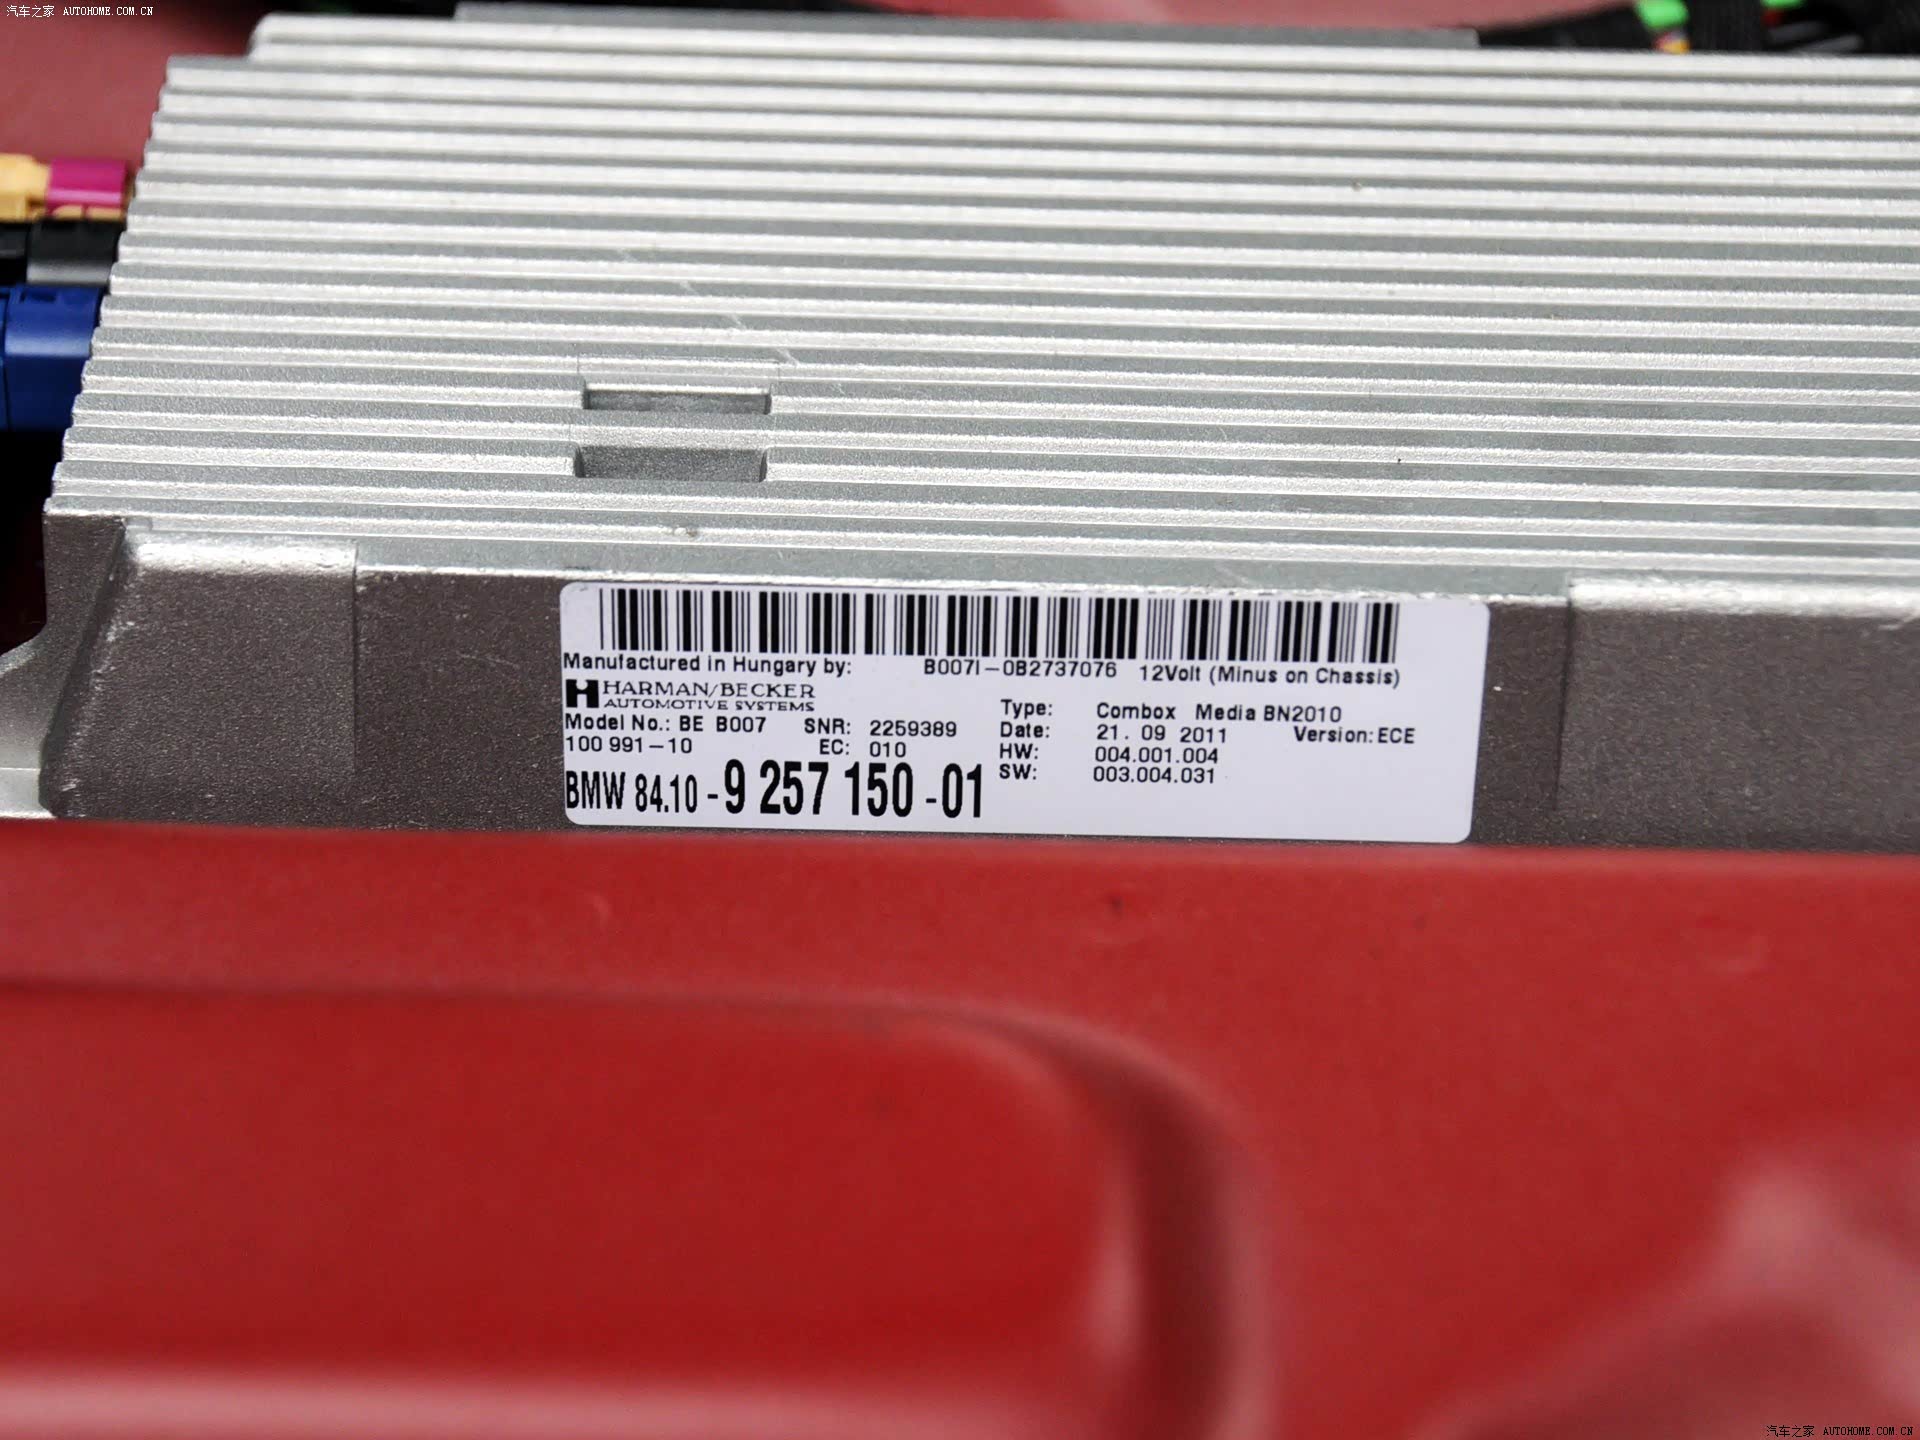 汽车之家 AUTOHOME.COM.CN
Manufactured in Hungary by: B007I-0B2737076 12Volt (Minus on Chassis)
HARMAN/BECKER
AUTOMOTIVE SYSTEMS
Model No.: BE B007 SNR: 2259389
100 991-10 EC: 010
BMW 84.10 - 9 257 150 - 01
Type: Combox Media BN2010
Date: 21. 09 2011 Version: ECE
HW: 004.001.004
SW: 003.004.031
汽车之家 AUTOHOME.COM.CN